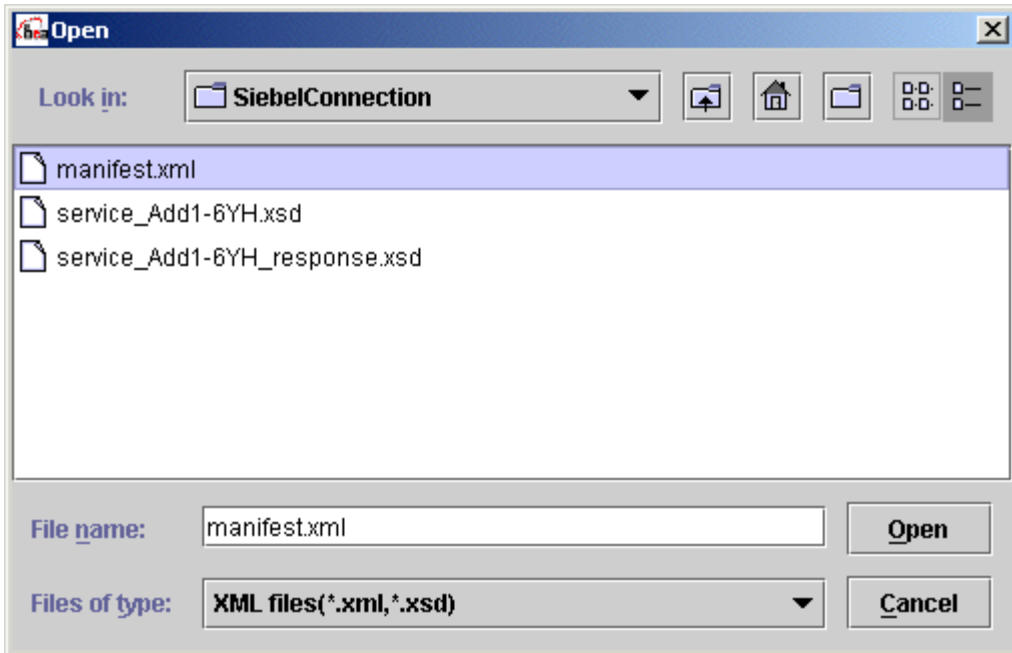 bea Open
Look in: SiebelConnection
manifest.xml
service_Add1-6YH.xsd
service_Add1-6YH_response.xsd
File name: manifest.xml Open
Files of type: XML files(*.xml,*.xsd) Cancel